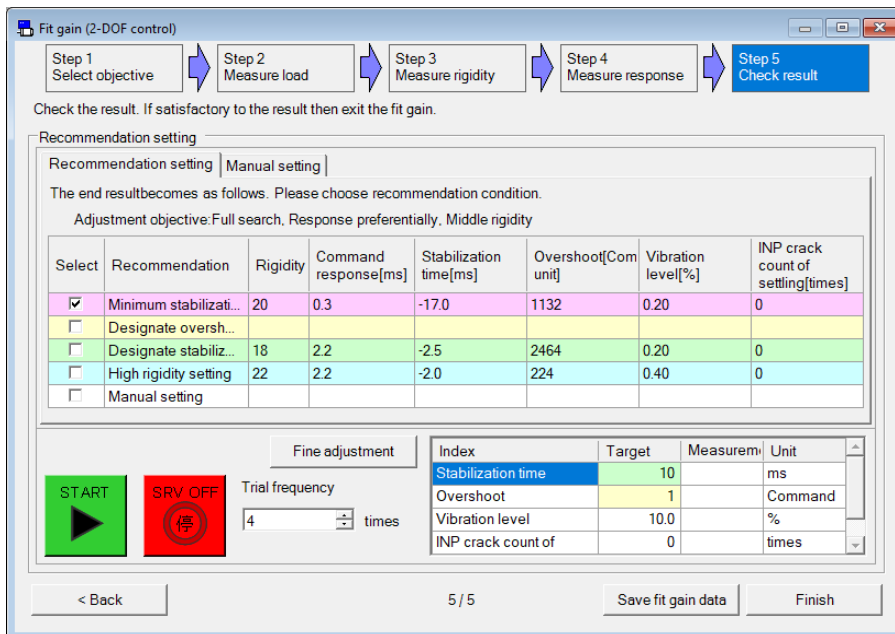 Fit gain (2-DOF control)
Step 1
Select objective
Step 2
Measure load
Step 3
Measure rigidity
Step 4
Measure response
Step 5
Check result
Check the result. If satisfactory to the result then exit the fit gain.
Recommendation setting
Recommendation setting Manual setting
The end resultbecomes as follows. Please choose recommendation condition.
Adjustment objective:Full search, Response preferentially, Middle rigidity
Select Recommendation Rigidity Command response[ms] Stabilization time[ms] Overshoot[Com unit] Vibration level[%] INP crack count of settling[times]
Minimum stabilizati... 20 0.3 -17.0 1132 0.20 0
Designate oversh...
Designate stabiliz... 18 2.2 -2.5 2464 0.20 0
High rigidity setting 22 2.2 -2.0 224 0.40 0
Manual setting
Fine adjustment
START
SRV OFF
停
Trial frequency
4 times
Index Target Measurem Unit
Stabilization time 10 ms
Overshoot 1 Command
Vibration level 10.0 %
INP crack count of 0 times
< Back 5 / 5 Save fit gain data Finish